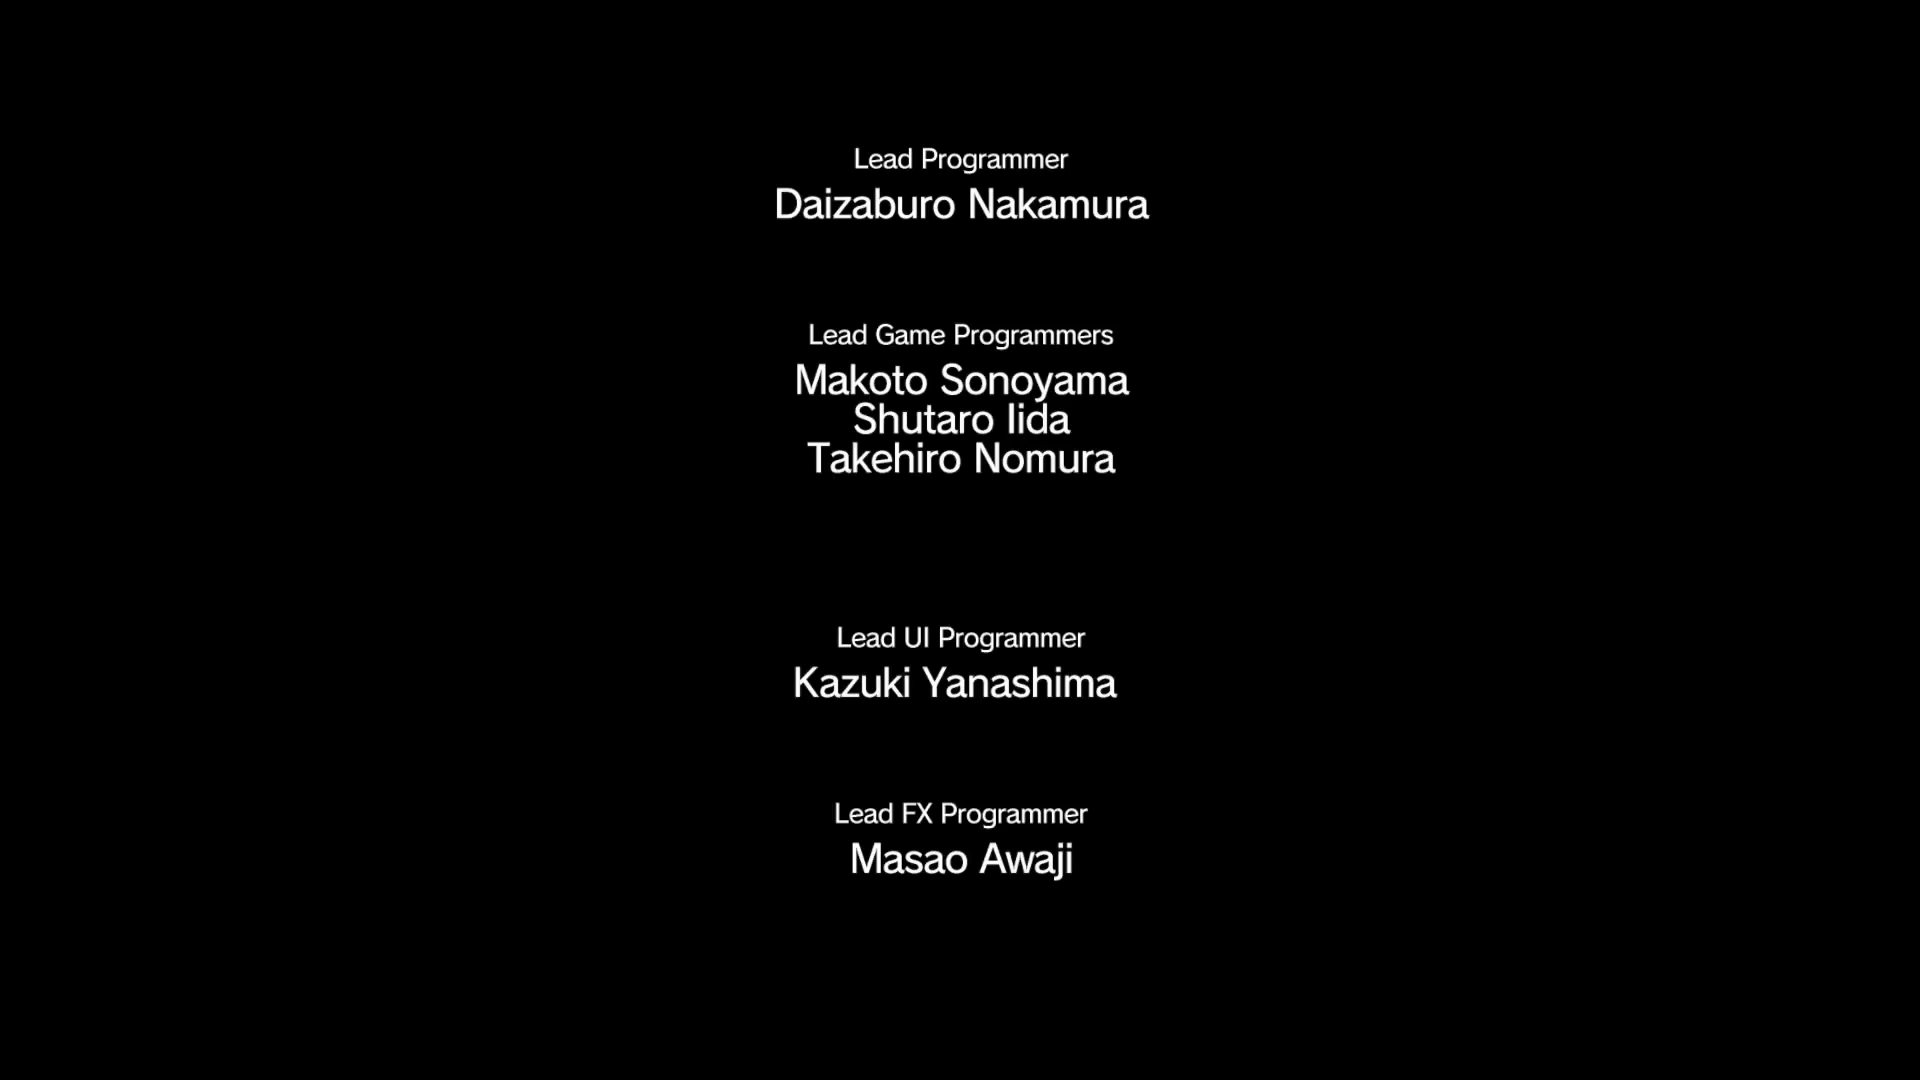 Lead Programmer
Daizaburo Nakamura
Lead Game Programmers
Makoto Sonoyama
Shutaro Iida
Takehiro Nomura
Lead UI Programmer
Kazuki Yanashima
Lead FX Programmer
Masao Awaji